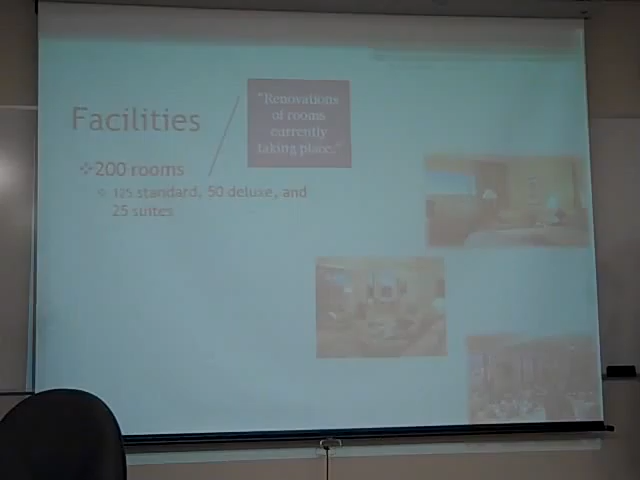 Facilities
"Renovations
of rooms
currently
taking place."
200 rooms
125 standard, 50 deluxe, and
25 suites